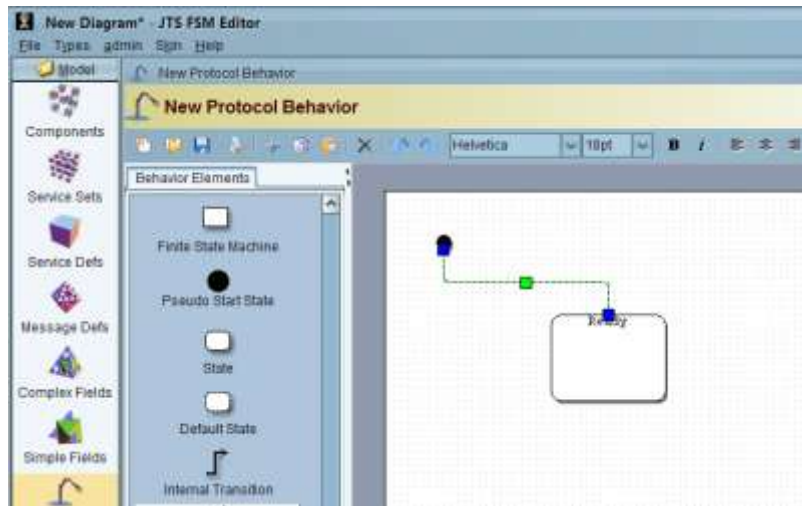 New Diagram* - JTS FSM Editor
File Types admin Sign Help
Model
New Protocol Behavior
New Protocol Behavior
Helvetica
10pt
B
i
Behavior Elements
Components
Service Sets
Service Defs
Message Defs
Complex Fields
Simple Fields
Finite State Machine
Pseudo Start State
State
Default State
Internal Transition
Ready